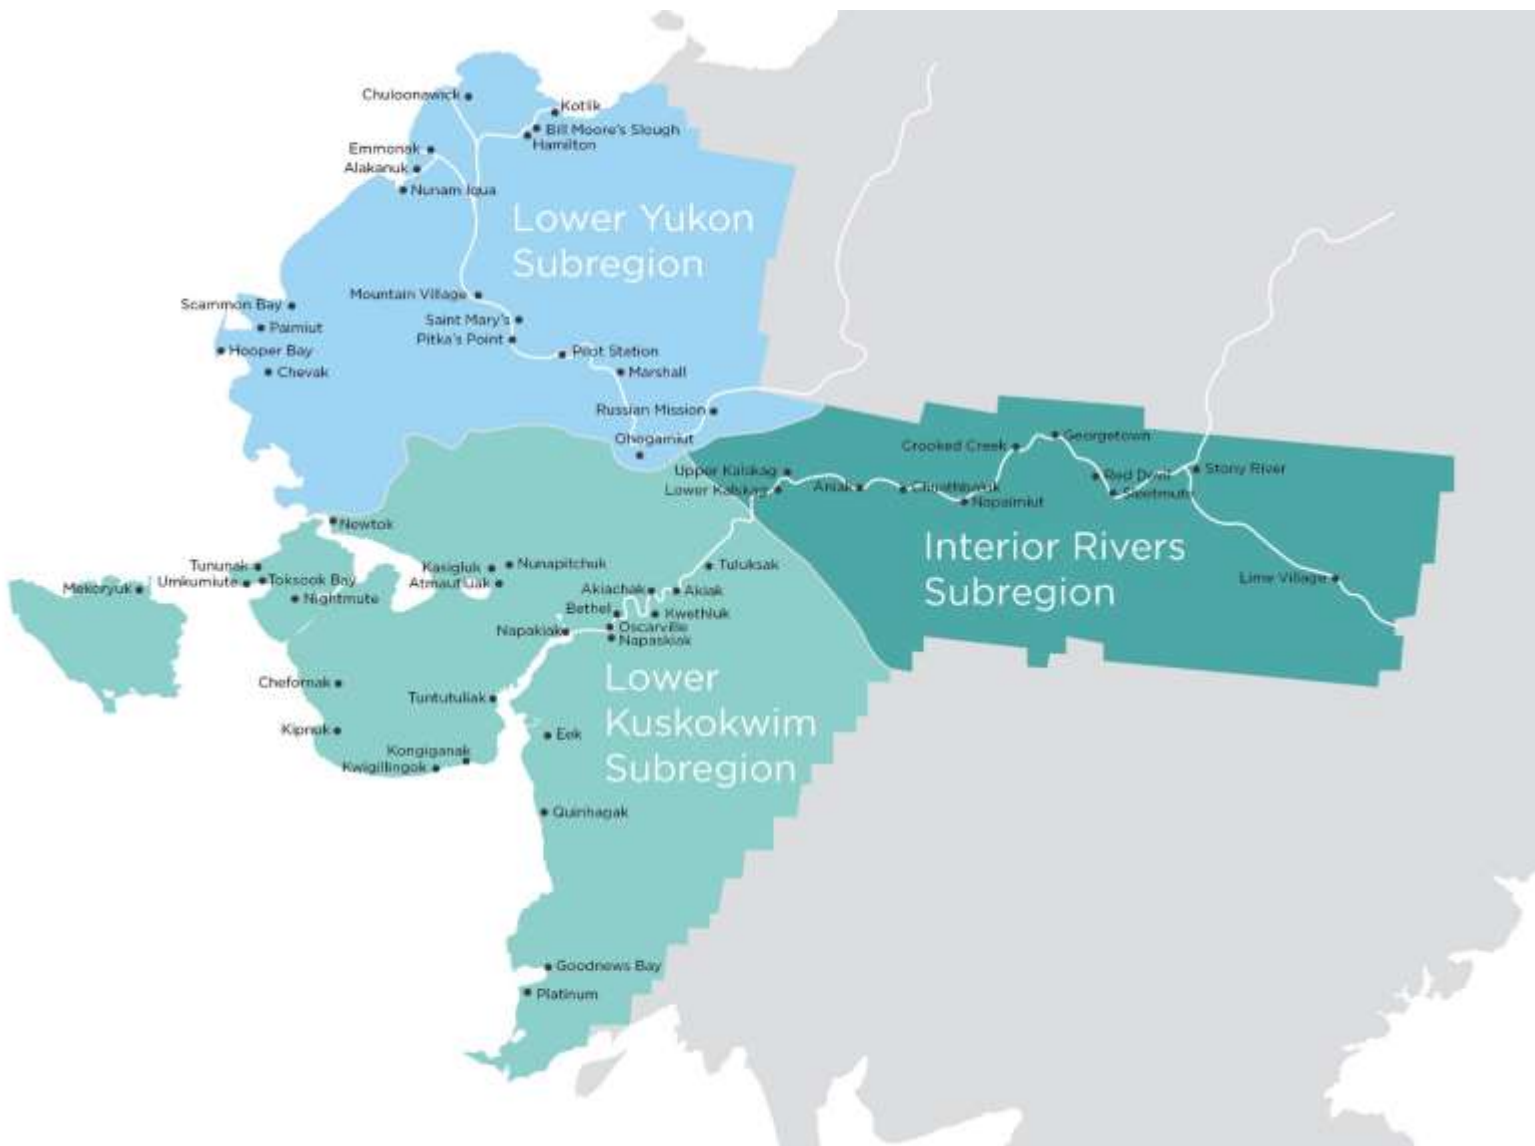 Chuloonawick
Kotlik
Bill Moore's Slough
Hamilton
Emmonak
Alakanuk
Nunam Iqua
Lower Yukon
Subregion
Mountain Village
Scammon Bay
Saint Mary's
Paimiut
Pitka's Point
Hooper Bay
Pilot Station
Chevak
Marshall
Russian Mission
Ohogamiut
Georgetown
Crooked Creek
Upper Kalskag
Stony River
Red Devil
Lower Kalskag
Aniak
Chuathbaluk
Sleetmute
Napaimiut
Newtok
Interior Rivers
Subregion
Tununak
Kasigluk
Nunapitchuk
Tuluksak
Umkumiute
Toksook Bay
Atmautluak
Lime Village
Mekoryuk
Nightmute
Akiachak
Akiak
Bethel
Kwethluk
Oscarville
Napakiak
Napaskiak
Lower
Kuskokwim
Subregion
Chefornak
Tuntutuliak
Kipnuk
Eek
Kongiganak
Kwigillingok
Quinhagak
Goodnews Bay
Platinum